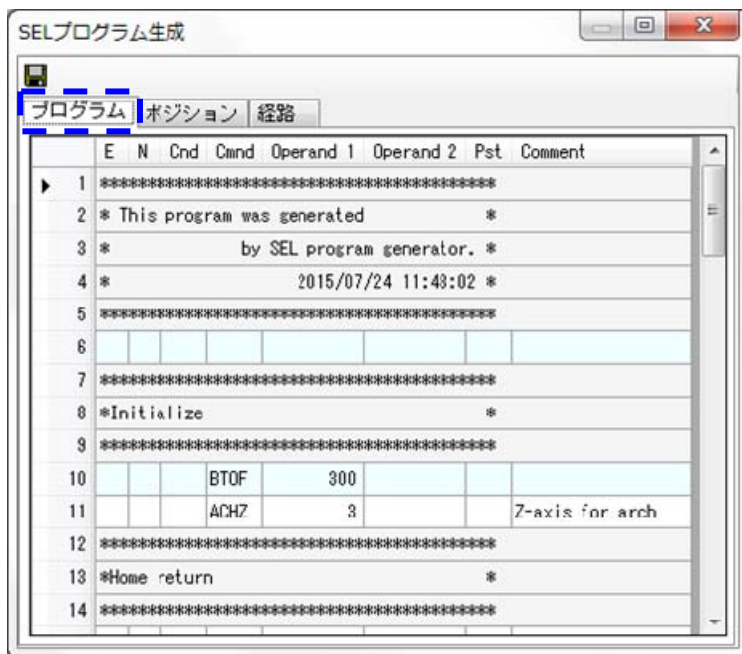 SELプログラム生成
プログラム ポジション 経路
E N Cnd Cmnd Operand 1 Operand 2 Pst Comment
1 *******************************************
2 * This program was generated *
3 * by SEL program generator. *
4 * 2015/07/24 11:43:02 *
5 *******************************************
6
7 *******************************************
8 *Initialize *
9 *******************************************
10 BTOF 300
11 ACHZ 3 Z-axis for arch
12 *******************************************
13 *Home return *
14 *******************************************